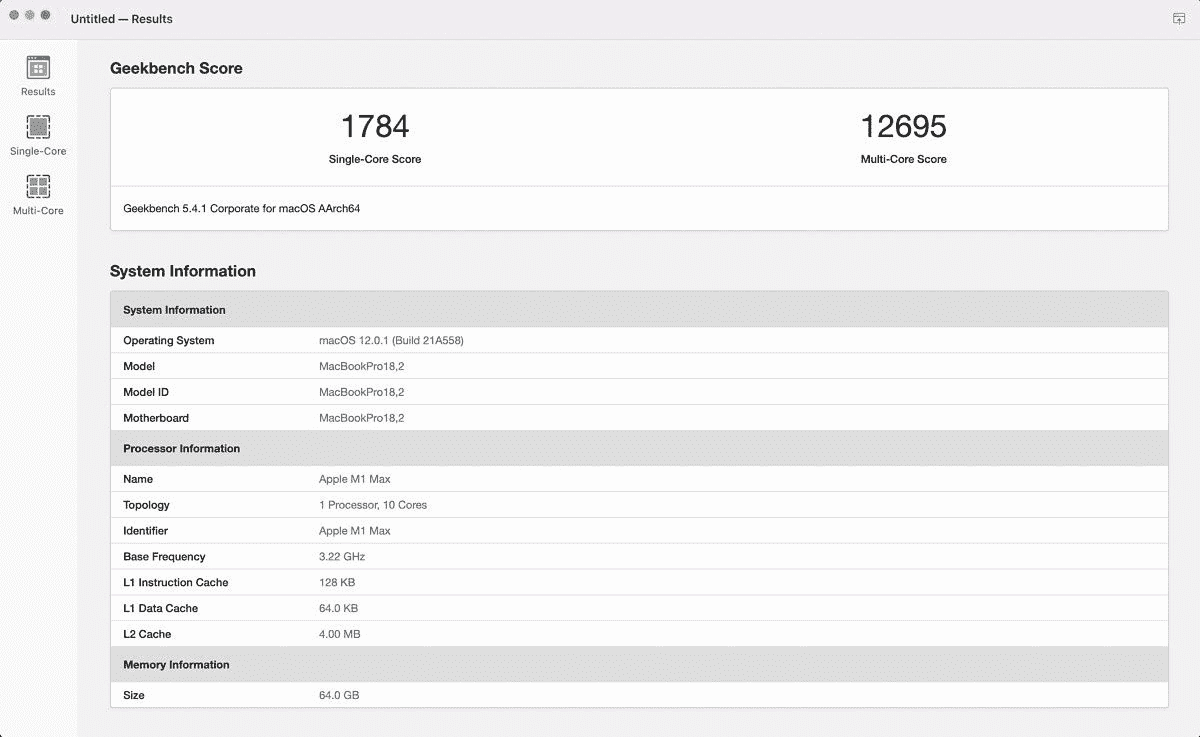 Untitled — Results
Results
Single-Core
Multi-Core
Geekbench Score
1784
Single-Core Score
12695
Multi-Core Score
Geekbench 5.4.1 Corporate for macOS AArch64
System Information
System Information
Operating System macOS 12.0.1 (Build 21A558)
Model MacBookPro18,2
Model ID MacBookPro18,2
Motherboard MacBookPro18,2
Processor Information
Name Apple M1 Max
Topology 1 Processor, 10 Cores
Identifier Apple M1 Max
Base Frequency 3.22 GHz
L1 Instruction Cache 128 KB
L1 Data Cache 64.0 KB
L2 Cache 4.00 MB
Memory Information
Size 64.0 GB